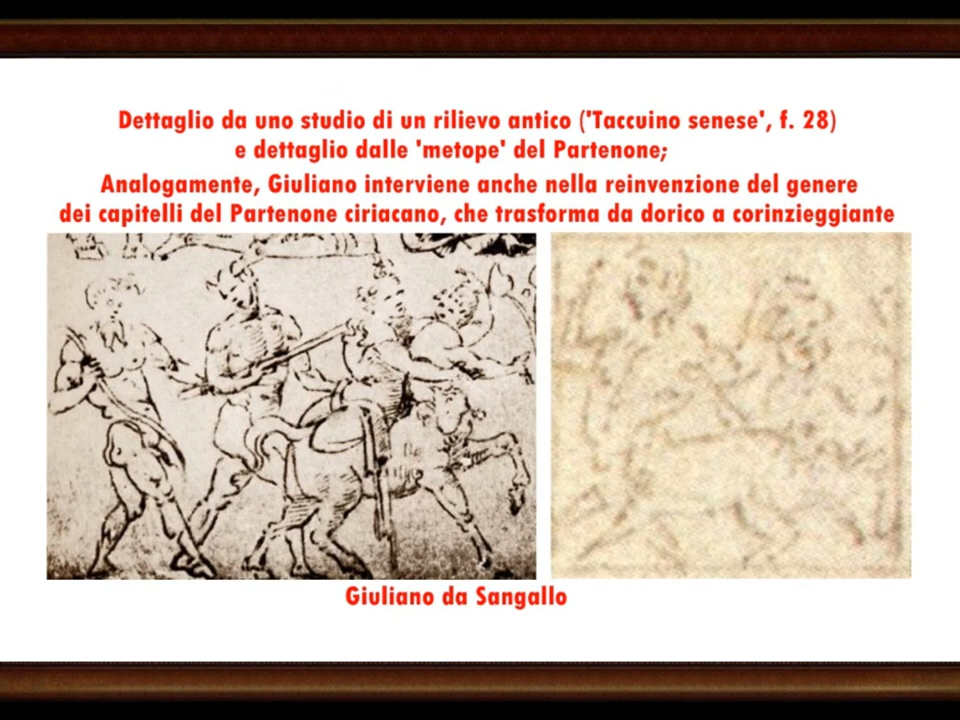 Dettaglio da uno studio di un rilievo antico ('Taccuino senese', f. 28)
e dettaglio dalle 'metope' del Partenone;
Analogamente, Giuliano interviene anche nella reinvenzione del genere
dei capitelli del Partenone ciriacano, che trasforma da dorico a corinzieggiante
Giuliano da Sangallo